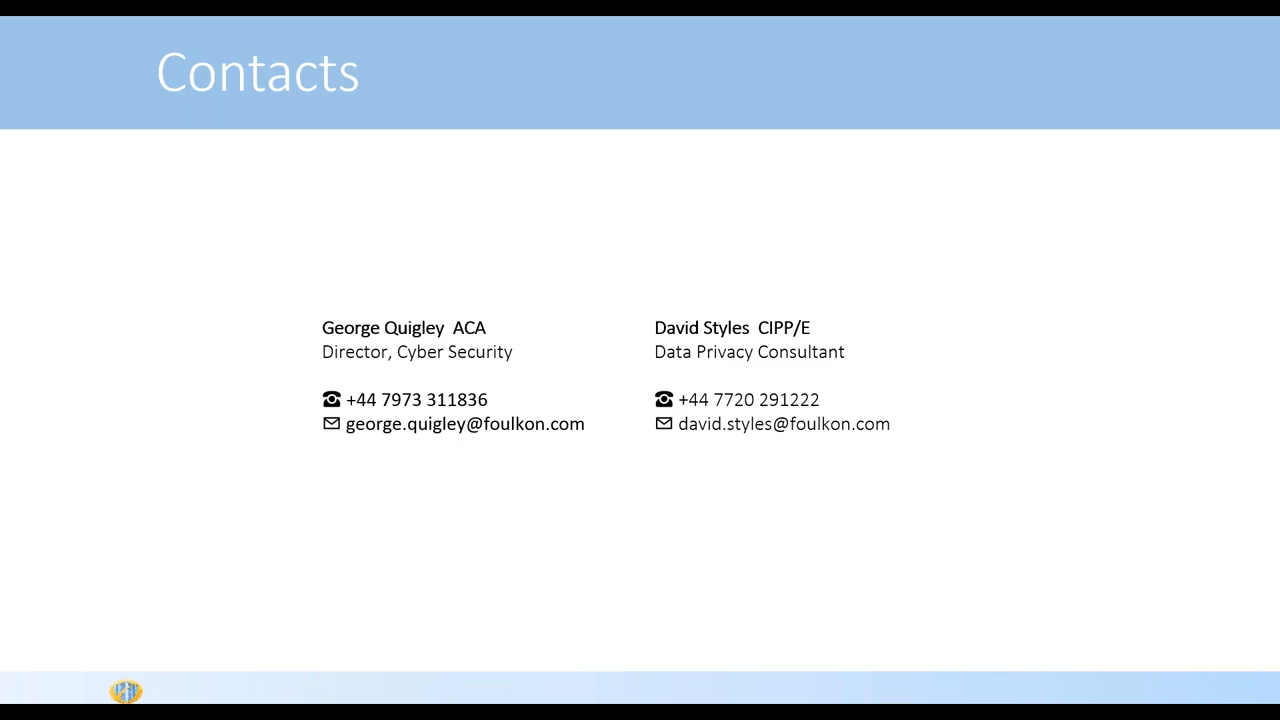 Contacts
George Quigley ACA
Director, Cyber Security
+44 7973 311836
george.quigley@foulkon.com
David Styles CIPP/E
Data Privacy Consultant
+44 7720 291222
david.styles@foulkon.com